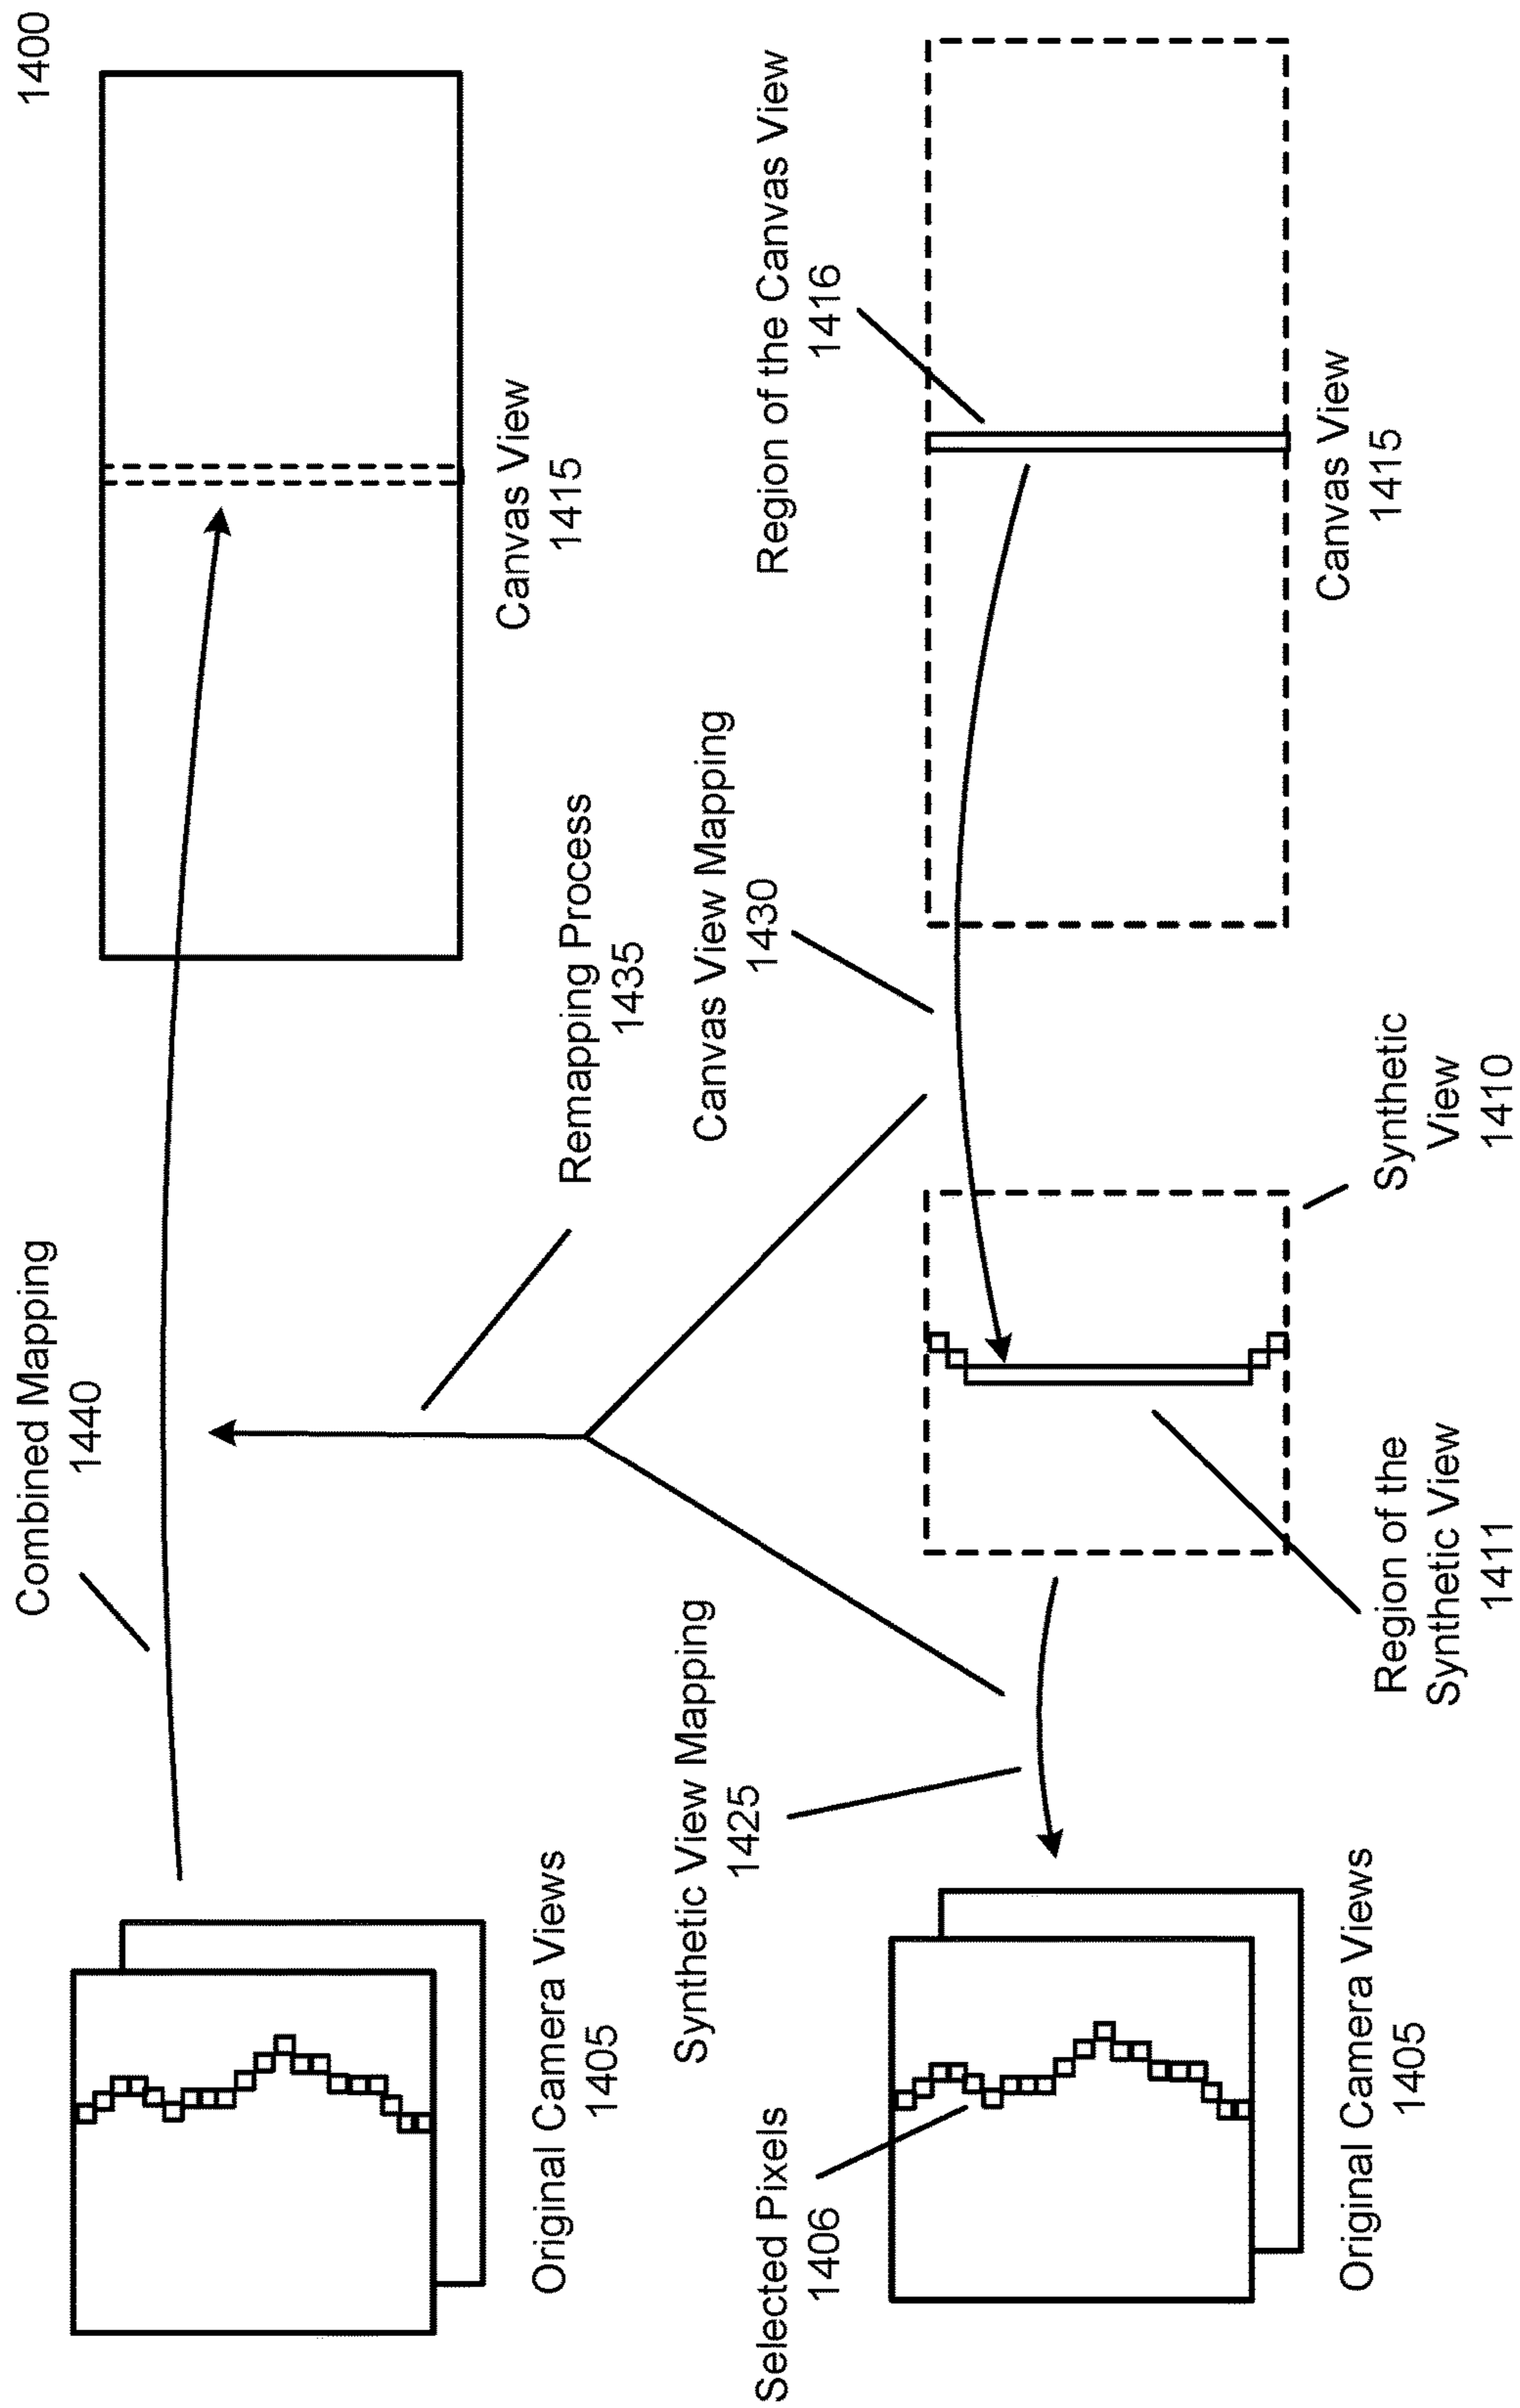 1400
Combined Mapping
1440
Original Camera Views
1405
Canvas View
1415
Remapping Process
1435
Synthetic View Mapping
1425
Canvas View Mapping
1430
Region of the Canvas View
1416
Selected Pixels
1406
Original Camera Views
1405
Region of the
Synthetic View
1411
Synthetic
View
1410
Canvas View
1415